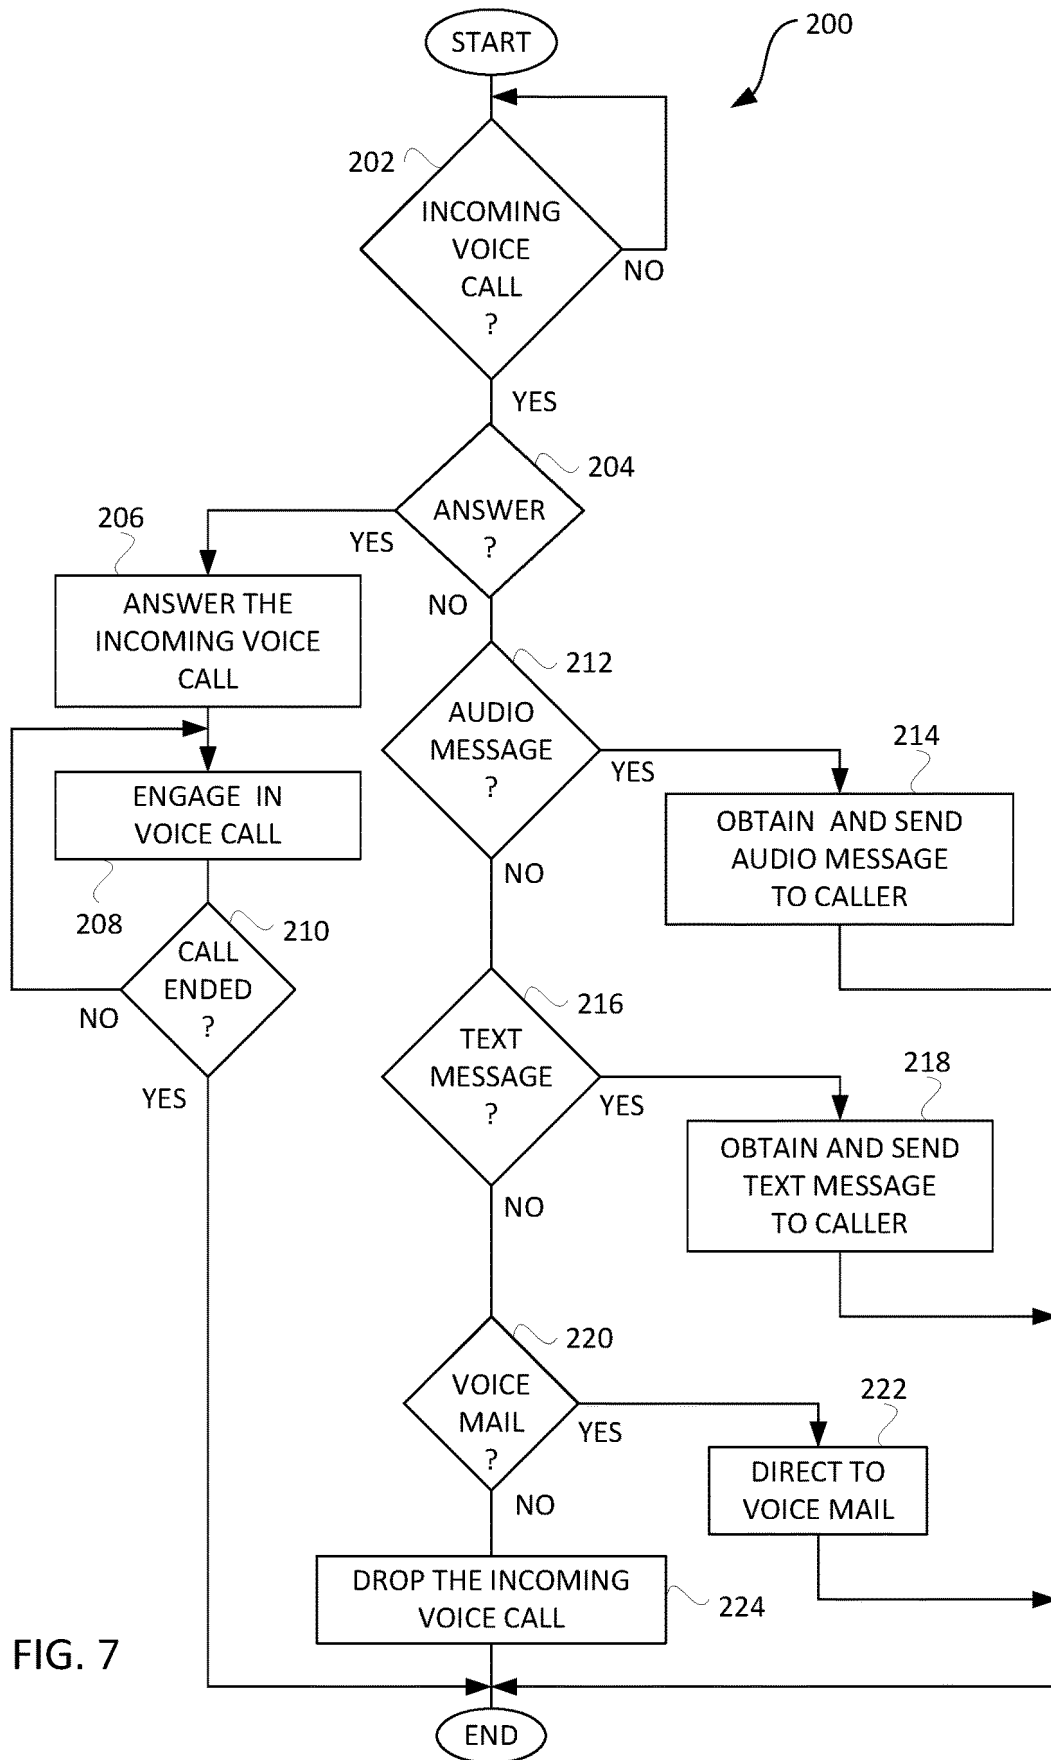 START
200
202
INCOMING
VOICE
CALL
?
NO
YES
204
ANSWER
?
YES
NO
206
ANSWER THE
INCOMING VOICE
CALL
ENGAGE IN
VOICE CALL
208
210
CALL
ENDED
?
NO
YES
212
AUDIO
MESSAGE
?
YES
NO
214
OBTAIN AND SEND
AUDIO MESSAGE
TO CALLER
216
TEXT
MESSAGE
?
YES
NO
218
OBTAIN AND SEND
TEXT MESSAGE
TO CALLER
220
VOICE
MAIL
?
YES
NO
222
DIRECT TO
VOICE MAIL
DROP THE INCOMING
VOICE CALL
224
FIG. 7
END